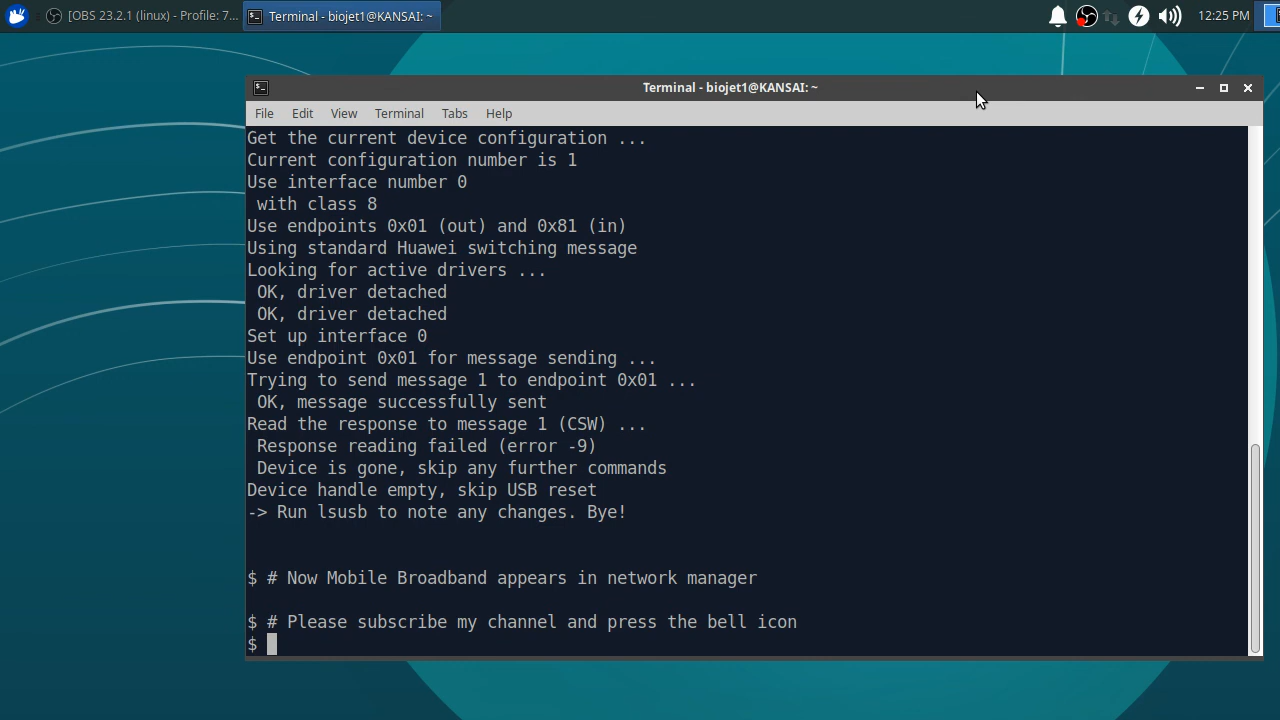 [OBS 23.2.1 (linux) - Profile: 7...
Terminal - biojet1@KANSAI: ~
12:25 PM
Terminal - biojet1@KANSAI: ~
File Edit View Terminal Tabs Help
Get the current device configuration ...
Current configuration number is 1
Use interface number 0
 with class 8
Use endpoints 0x01 (out) and 0x81 (in)
Using standard Huawei switching message
Looking for active drivers ...
 OK, driver detached
 OK, driver detached
Set up interface 0
Use endpoint 0x01 for message sending ...
Trying to send message 1 to endpoint 0x01 ...
 OK, message successfully sent
Read the response to message 1 (CSW) ...
 Response reading failed (error -9)
 Device is gone, skip any further commands
Device handle empty, skip USB reset
-> Run lsusb to note any changes. Bye!
$ # Now Mobile Broadband appears in network manager
$ # Please subscribe my channel and press the bell icon
$